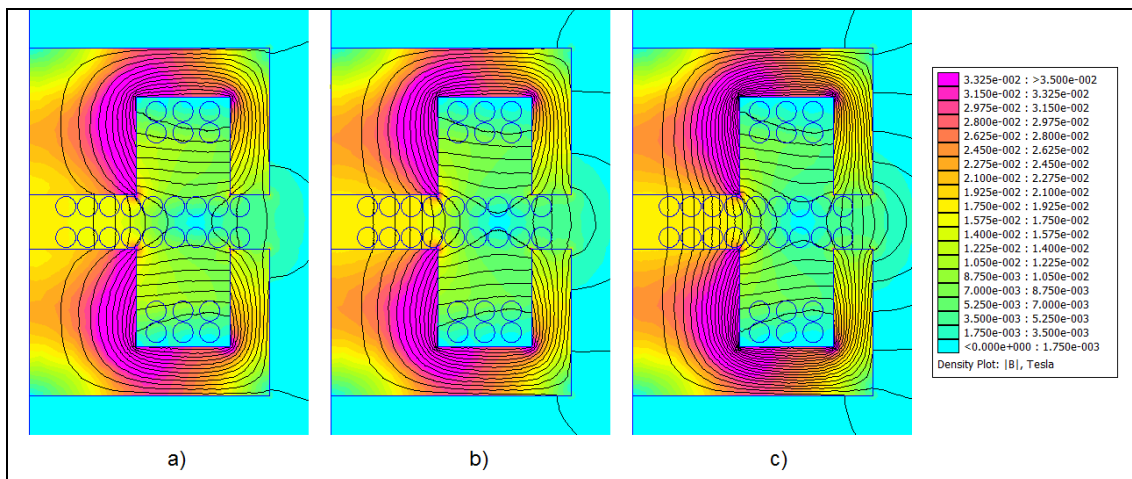 3.325e-002 : >3.500e-002
3.150e-002 : 3.325e-002
2.975e-002 : 3.150e-002
2.800e-002 : 2.975e-002
2.625e-002 : 2.800e-002
2.450e-002 : 2.625e-002
2.275e-002 : 2.450e-002
2.100e-002 : 2.275e-002
1.925e-002 : 2.100e-002
1.750e-002 : 1.925e-002
1.575e-002 : 1.750e-002
1.400e-002 : 1.575e-002
1.225e-002 : 1.400e-002
1.050e-002 : 1.225e-002
8.750e-003 : 1.050e-002
7.000e-003 : 8.750e-003
5.250e-003 : 7.000e-003
3.500e-003 : 5.250e-003
1.750e-003 : 3.500e-003
<0.000e+000 : 1.750e-003
Density Plot: |B|, Tesla
a)
b)
c)